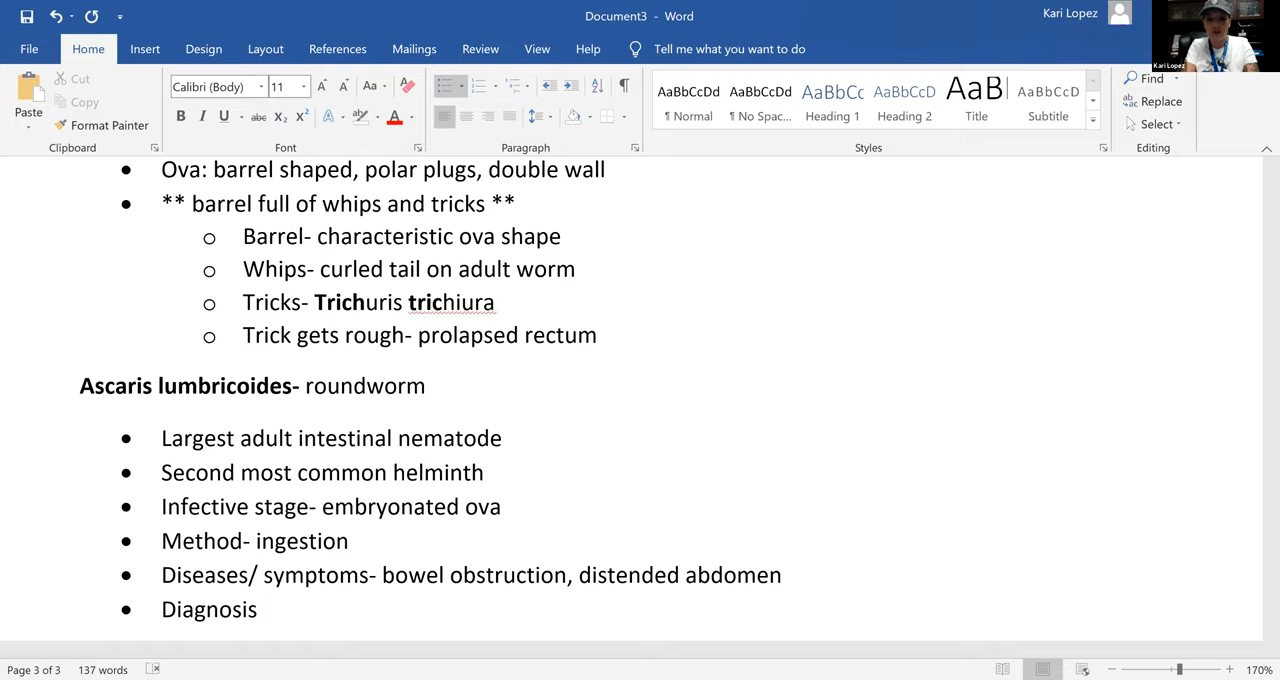 Document3 - Word
Kari Lopez
Kari Lopez
File Home Insert Design Layout References Mailings Review View Help Tell me what you want to do
Paste
Cut
Copy
Format Painter
Clipboard
Calibri (Body) 11
Font
Paragraph
AaBbCcDd AaBbCcDd AaBbCc AaBbCcD AaB AaBbCcD
¶ Normal ¶ No Spac... Heading 1 Heading 2 Title Subtitle
Styles
Find
Replace
Select
Editing
• Ova: barrel shaped, polar plugs, double wall
• ** barrel full of whips and tricks **
o Barrel- characteristic ova shape
o Whips- curled tail on adult worm
o Tricks- Trichuris trichiura
o Trick gets rough- prolapsed rectum
Ascaris lumbricoides- roundworm
• Largest adult intestinal nematode
• Second most common helminth
• Infective stage- embryonated ova
• Method- ingestion
• Diseases/ symptoms- bowel obstruction, distended abdomen
• Diagnosis
Page 3 of 3 137 words
170%